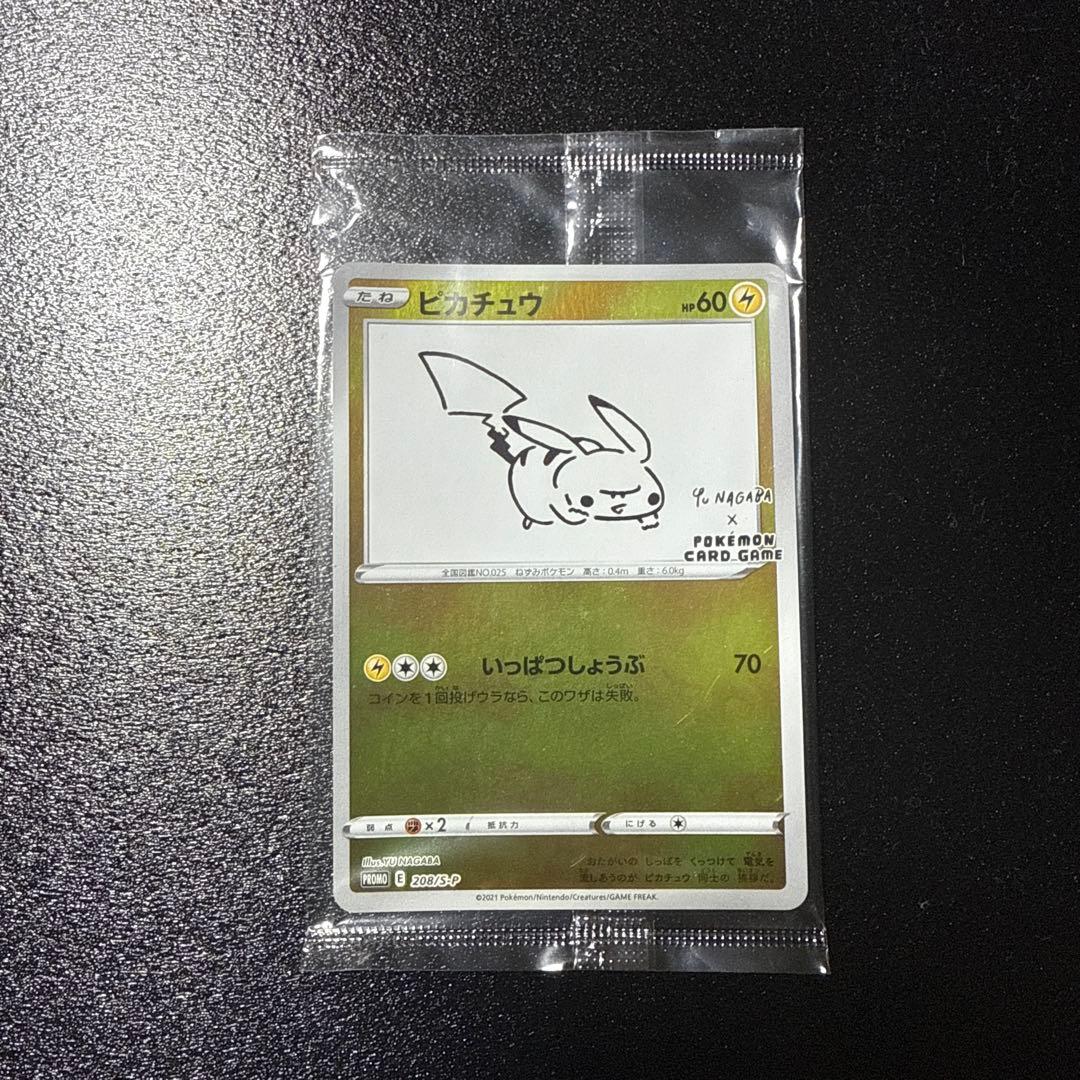 たね ピカチュウ HP60
YU NAGABA
×
POKÉMON
CARD GAME
全国図鑑NO.025 ねずみポケモン 高さ:0.4m 重さ:6.0kg
いっぱつしょうぶ 70
コインを1回投げウラなら、このワザは失敗。
弱点 ×2 抵抗力 にげる
illus.YU NAGABA
おたがいの しっぽを くっつけて 電気を
PROMO E 208/S-P
流しあうのが ピカチュウ 同士の 挨拶だ。
©2021 Pokémon/Nintendo/Creatures/GAME FREAK.